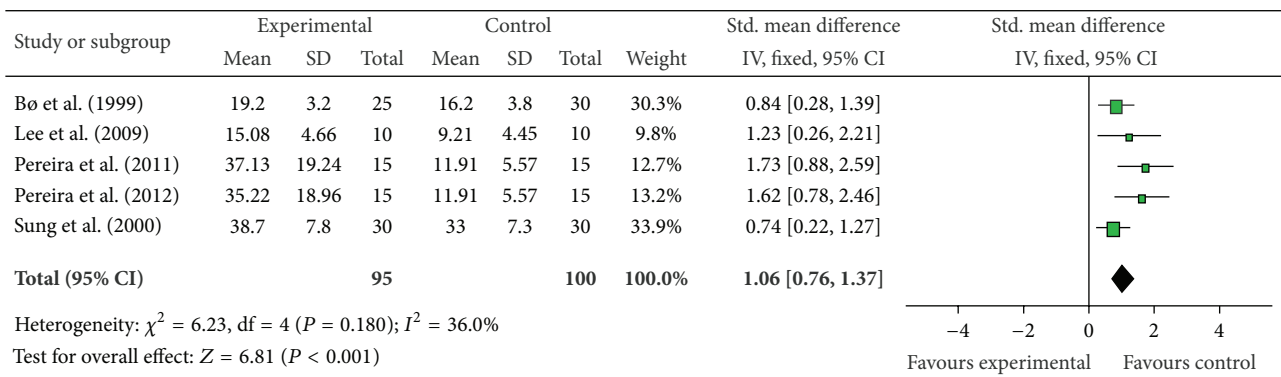 Study or subgroup Experimental Control Std. mean difference Std. mean difference
Mean SD Total Mean SD Total Weight IV, fixed, 95% CI IV, fixed, 95% CI
Bø et al. (1999) 19.2 3.2 25 16.2 3.8 30 30.3% 0.84 [0.28, 1.39]
Lee et al. (2009) 15.08 4.66 10 9.21 4.45 10 9.8% 1.23 [0.26, 2.21]
Pereira et al. (2011) 37.13 19.24 15 11.91 5.57 15 12.7% 1.73 [0.88, 2.59]
Pereira et al. (2012) 35.22 18.96 15 11.91 5.57 15 13.2% 1.62 [0.78, 2.46]
Sung et al. (2000) 38.7 7.8 30 33 7.3 30 33.9% 0.74 [0.22, 1.27]
Total (95% CI) 95 100 100.0% 1.06 [0.76, 1.37]
Heterogeneity: χ² = 6.23, df = 4 (P = 0.180); I² = 36.0%
Test for overall effect: Z = 6.81 (P < 0.001)
−4 −2 0 2 4
Favours experimental Favours control